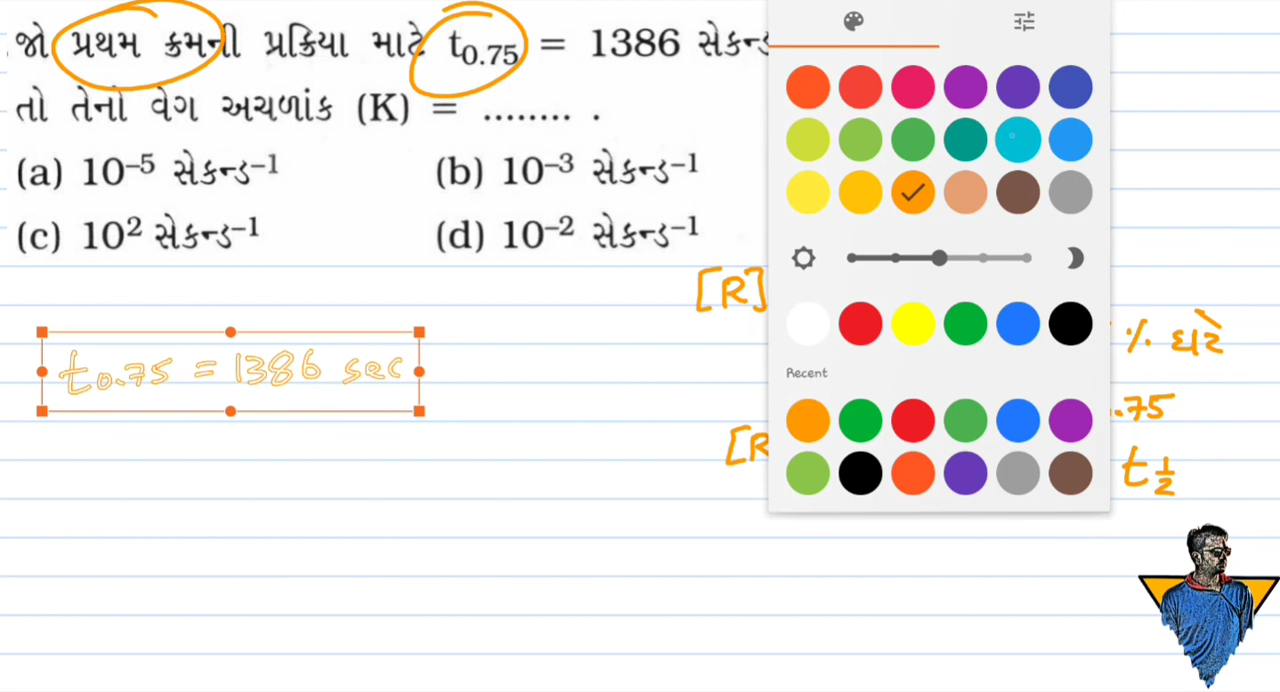 જો પ્રથમ ક્રમની પ્રક્રિયા માટે t0.75 = 1386 સેકન્ડ
તો તેનો વેગ અચળાંક (K) = ........ .
(a) 10⁻⁵ સેકન્ડ⁻¹ (b) 10⁻³ સેકન્ડ⁻¹
(c) 10² સેકન્ડ⁻¹ (d) 10⁻² સેકન્ડ⁻¹
[R]
% ઘટે
t0.75 = 1386 sec
Recent
.75
[R
t½